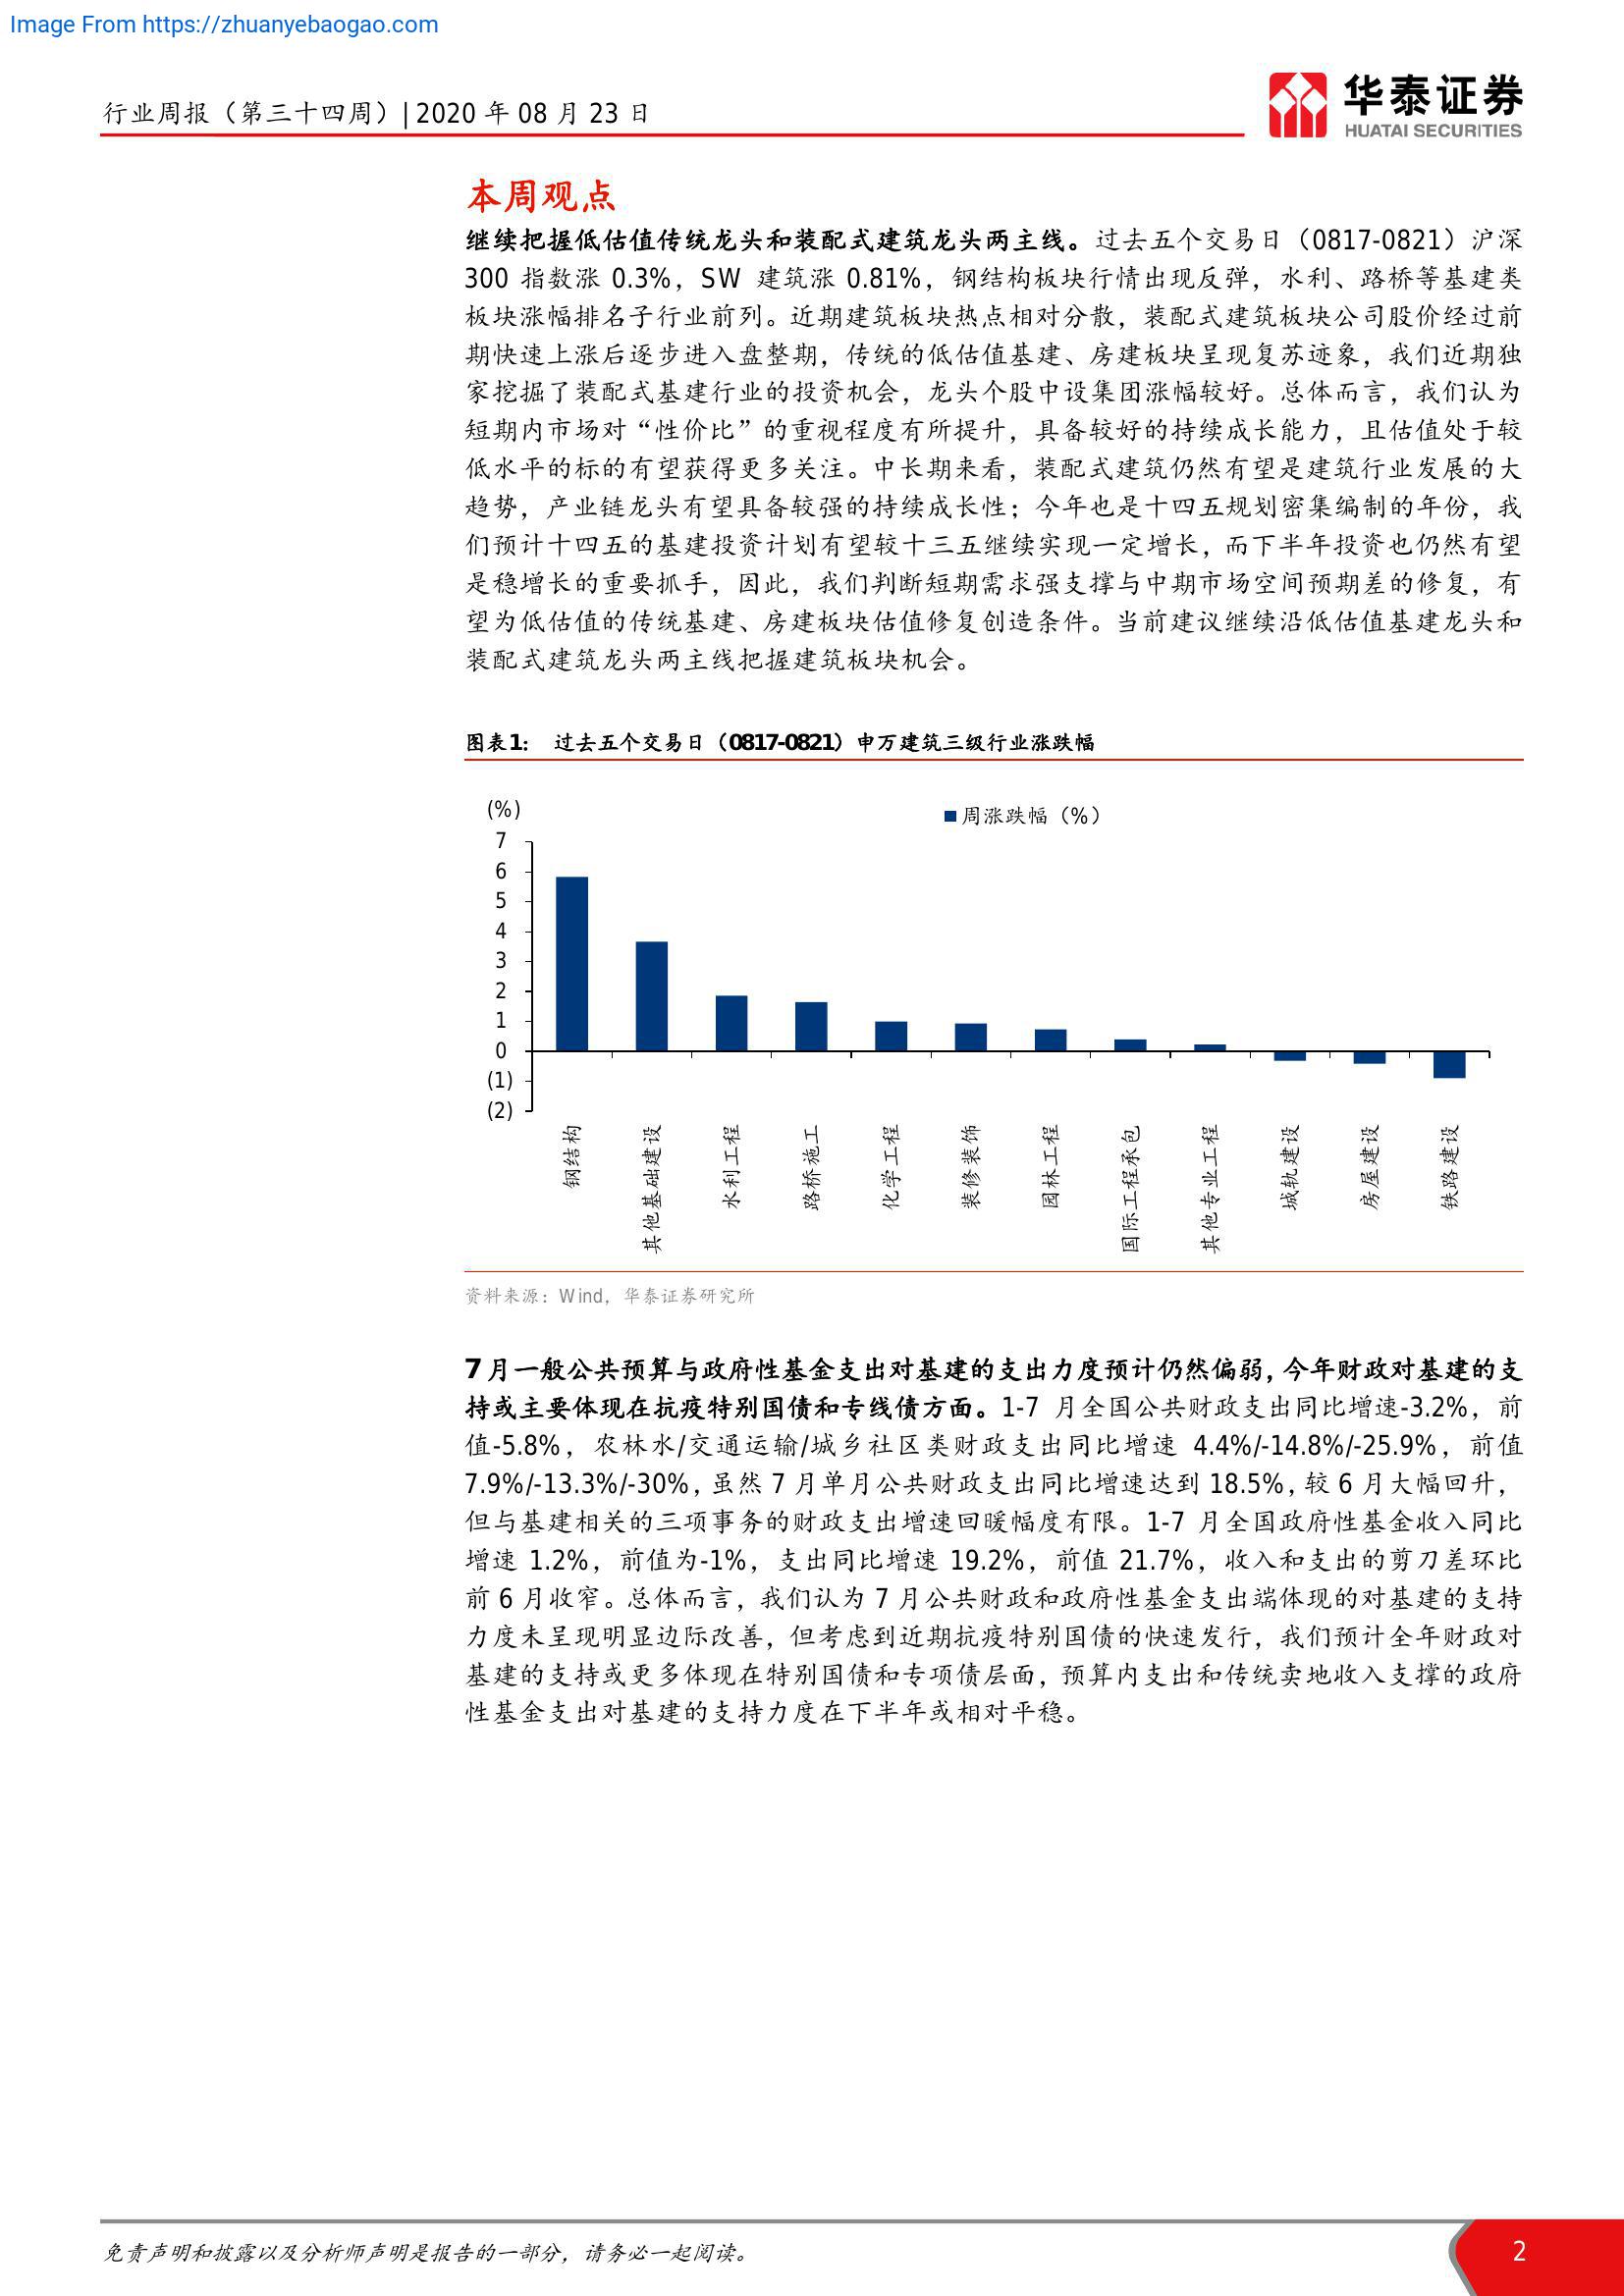 Image From https://zhuanyebaogao.com
行业周报（第三十四周）| 2020 年 08 月 23 日
华泰证券
HUATAI SECURITIES
本周观点
继续把握低估值传统龙头和装配式建筑龙头两主线。过去五个交易日（0817-0821）沪深
300 指数涨 0.3%，SW 建筑涨 0.81%，钢结构板块行情出现反弹，水利、路桥等基建类
板块涨幅排名子行业前列。近期建筑板块热点相对分散，装配式建筑板块公司股价经过前
期快速上涨后逐步进入盘整期，传统的低估值基建、房建板块呈现复苏迹象，我们近期独
家挖掘了装配式基建行业的投资机会，龙头个股中设集团涨幅较好。总体而言，我们认为
短期内市场对“性价比”的重视程度有所提升，具备较好的持续成长能力，且估值处于较
低水平的标的有望获得更多关注。中长期来看，装配式建筑仍然有望是建筑行业发展的大
趋势，产业链龙头有望具备较强的持续成长性；今年也是十四五规划密集编制的年份，我
们预计十四五的基建投资计划有望较十三五继续实现一定增长，而下半年投资也仍然有望
是稳增长的重要抓手，因此，我们判断短期需求强支撑与中期市场空间预期差的修复，有
望为低估值的传统基建、房建板块估值修复创造条件。当前建议继续沿低估值基建龙头和
装配式建筑龙头两主线把握建筑板块机会。
图表1： 过去五个交易日（0817-0821）申万建筑三级行业涨跌幅
(%)
周涨跌幅（%）
7
6
5
4
3
2
1
0
(1)
(2)
钢结构
其他基础建设
水利工程
路桥施工
化学工程
装修装饰
园林工程
国际工程承包
其他专业工程
城轨建设
房屋建设
铁路建设
资料来源：Wind，华泰证券研究所
7 月一般公共预算与政府性基金支出对基建的支出力度预计仍然偏弱，今年财政对基建的支
持或主要体现在抗疫特别国债和专线债方面。1-7 月全国公共财政支出同比增速-3.2%，前
值-5.8%，农林水/交通运输/城乡社区类财政支出同比增速 4.4%/-14.8%/-25.9%，前值
7.9%/-13.3%/-30%，虽然 7 月单月公共财政支出同比增速达到 18.5%，较 6 月大幅回升，
但与基建相关的三项事务的财政支出增速回暖幅度有限。1-7 月全国政府性基金收入同比
增速 1.2%，前值为-1%，支出同比增速 19.2%，前值 21.7%，收入和支出的剪刀差环比
前 6 月收窄。总体而言，我们认为 7 月公共财政和政府性基金支出端体现的对基建的支持
力度未呈现明显边际改善，但考虑到近期抗疫特别国债的快速发行，我们预计全年财政对
基建的支持或更多体现在特别国债和专项债层面，预算内支出和传统卖地收入支撑的政府
性基金支出对基建的支持力度在下半年或相对平稳。
免责声明和披露以及分析师声明是报告的一部分，请务必一起阅读。
2